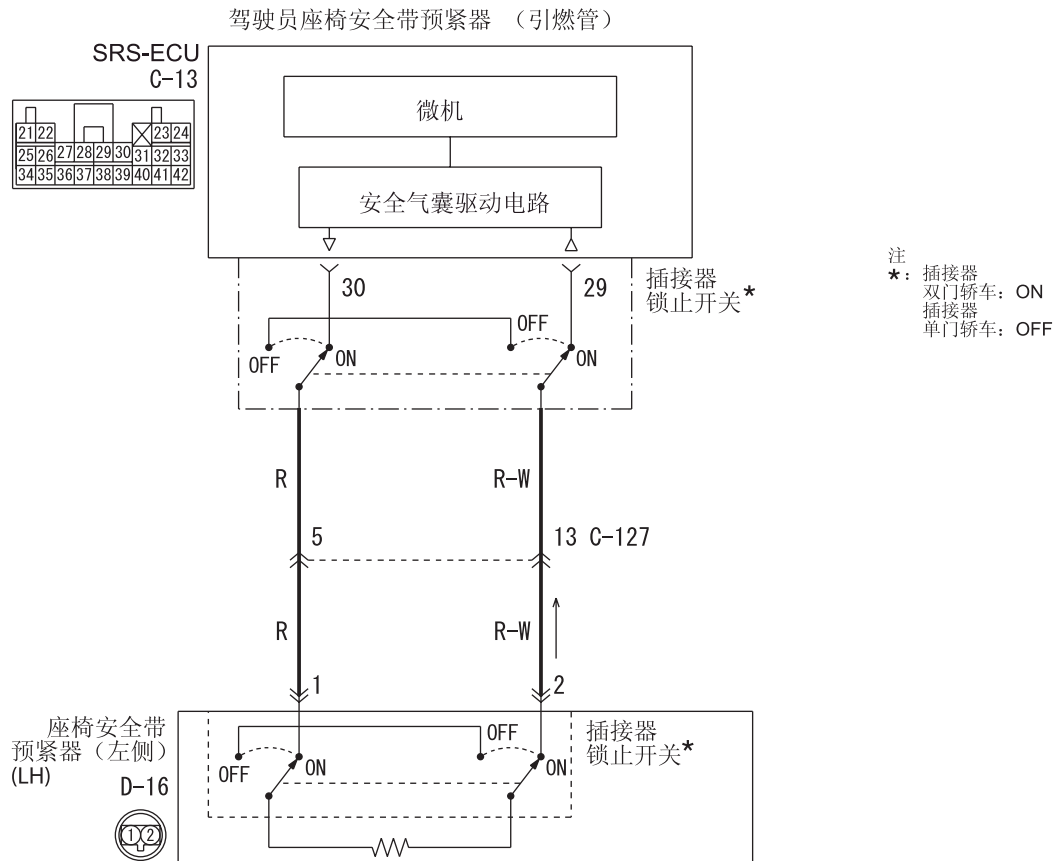 驾驶员座椅安全带预紧器 （引燃管）
SRS-ECU
C-13
微机
21 22 23 24
25 26 27 28 29 30 31 32 33
34 35 36 37 38 39 40 41 42
安全气囊驱动电路
30
29
插接器
锁止开关*
注
*：插接器
双门轿车：ON
插接器
单门轿车：OFF
OFF
OFF
ON
ON
R
R-W
5
13 C-127
R
R-W
1
2
座椅安全带
预紧器（左侧）
(LH)
D-16
1 2
OFF
OFF
ON
ON
插接器
锁止开关*